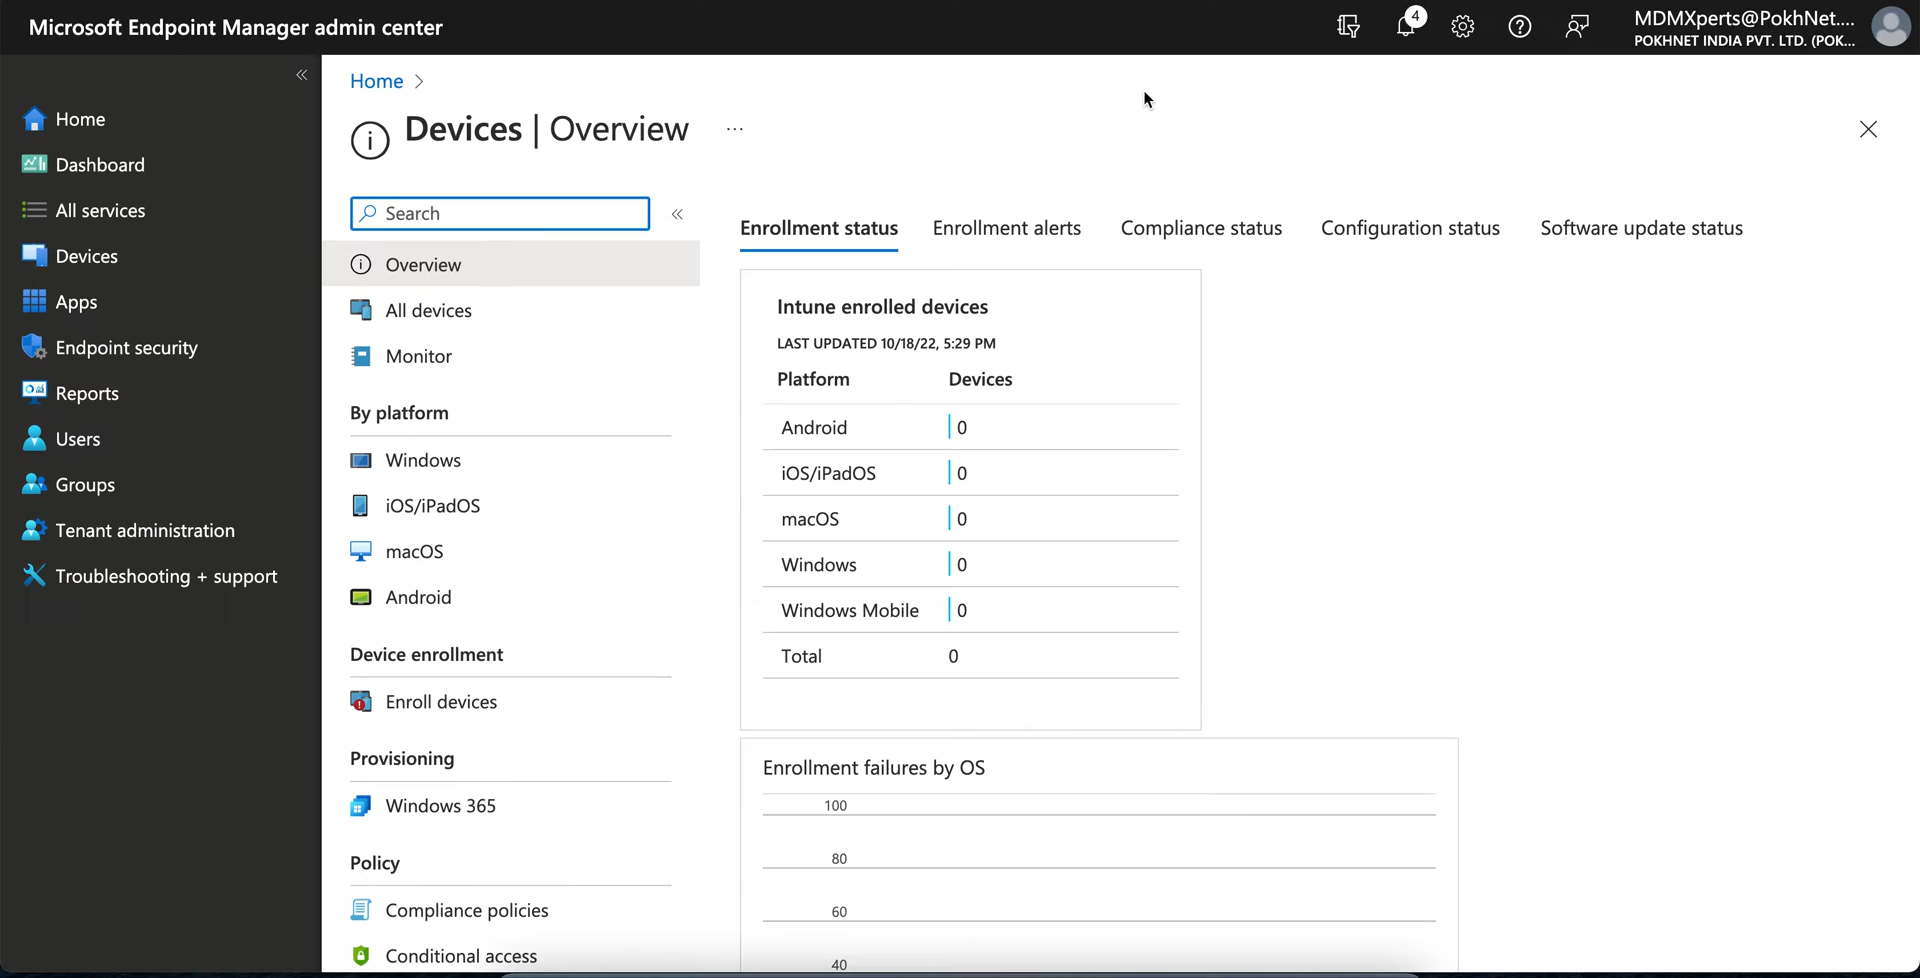 Microsoft Endpoint Manager admin center
4
MDMXperts@PokhNet....
POKHNET INDIA PVT. LTD. (POK...
«
Home
Dashboard
All services
Devices
Apps
Endpoint security
Reports
Users
Groups
Tenant administration
Troubleshooting + support
Home >
Devices | Overview ...
Search
«
Overview
All devices
Monitor
By platform
Windows
iOS/iPadOS
macOS
Android
Device enrollment
Enroll devices
Provisioning
Windows 365
Policy
Compliance policies
Conditional access
Enrollment status Enrollment alerts Compliance status Configuration status Software update status
Intune enrolled devices
LAST UPDATED 10/18/22, 5:29 PM
Platform Devices
Android 0
iOS/iPadOS 0
macOS 0
Windows 0
Windows Mobile 0
Total 0
Enrollment failures by OS
100
80
60
40